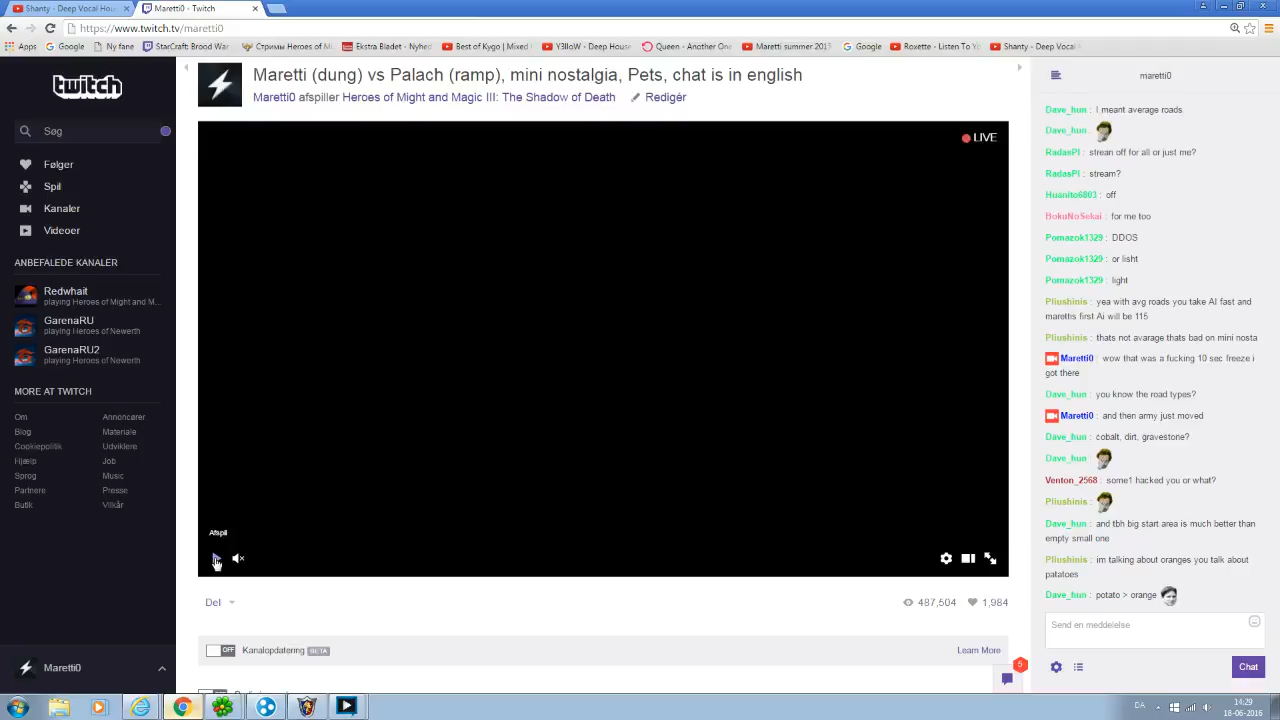 Shanty - Deep Vocal Hou
Maretti0 - Twitch
https://www.twitch.tv/maretti0
Apps
Google
Ny fane
StarCraft Brood War
Стримы Heroes of Mi
Ekstra Bladet - Nyhed
Best of Kygo | Mixed
Y3lloW - Deep House
Queen - Another One
Maretti summer 201
Google
Roxette - Listen To Yo
Shanty - Deep Vocal
twitch
Søg
Følger
Spil
Kanaler
Videoer
ANBEFALEDE KANALER
Redwhait
playing Heroes of Might and M...
GarenaRU
playing Heroes of Newerth
GarenaRU2
playing Heroes of Newerth
MORE AT TWITCH
Om
Annoncører
Blog
Materiale
Cookiepolitik
Udviklere
Hjælp
Job
Sprog
Music
Partnere
Presse
Butik
Vilkår
Maretti0
Maretti (dung) vs Palach (ramp), mini nostalgia, Pets, chat is in english
Maretti0 afspiller Heroes of Might and Magic III: The Shadow of Death
Redigér
LIVE
Afspil
Del
487,504
1,984
OFF
Kanalopdatering BETA
Learn More
5
maretti0
Dave_hun : I meant average roads
Dave_hun :
RadasPl : strean off for all or just me?
RadasPl : stream?
Huanito6803 : off
BokuNoSekai : for me too
Pomazok1329 : DDOS
Pomazok1329 : or lisht
Pomazok1329 : light
Pliushinis : yea with avg roads you take AI fast and
marettis first Ai will be 115
Pliushinis : thats not avarage thats bad on mini nosta
Maretti0 : wow that was a fucking 10 sec freeze i
got there
Dave_hun : you know the road types?
Maretti0 : and then army just moved
Dave_hun : cobalt, dirt, gravestone?
Dave_hun :
Venton_2568 : some1 hacked you or what?
Pliushinis :
Dave_hun : and tbh big start area is much better than
empty small one
Pliushinis : im talking about oranges you talk about
patatoes
Dave_hun : potato > orange
Send en meddelelse
Chat
DA
14:29
18-06-2016